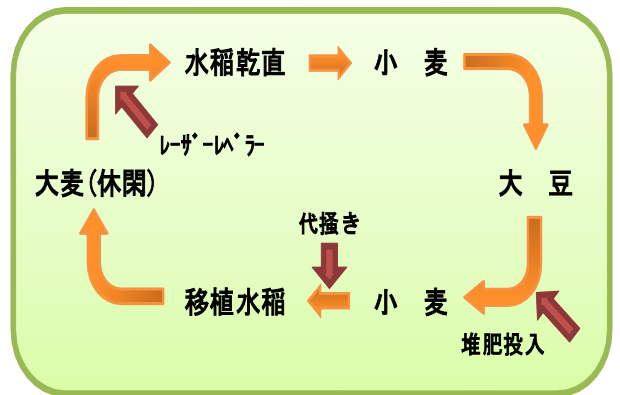 水稲乾直
小　麦
ﾚｰｻﾞｰﾚﾍﾞﾗｰ
大麦(休閑)
大　豆
代掻き
移植水稲
小　麦
堆肥投入